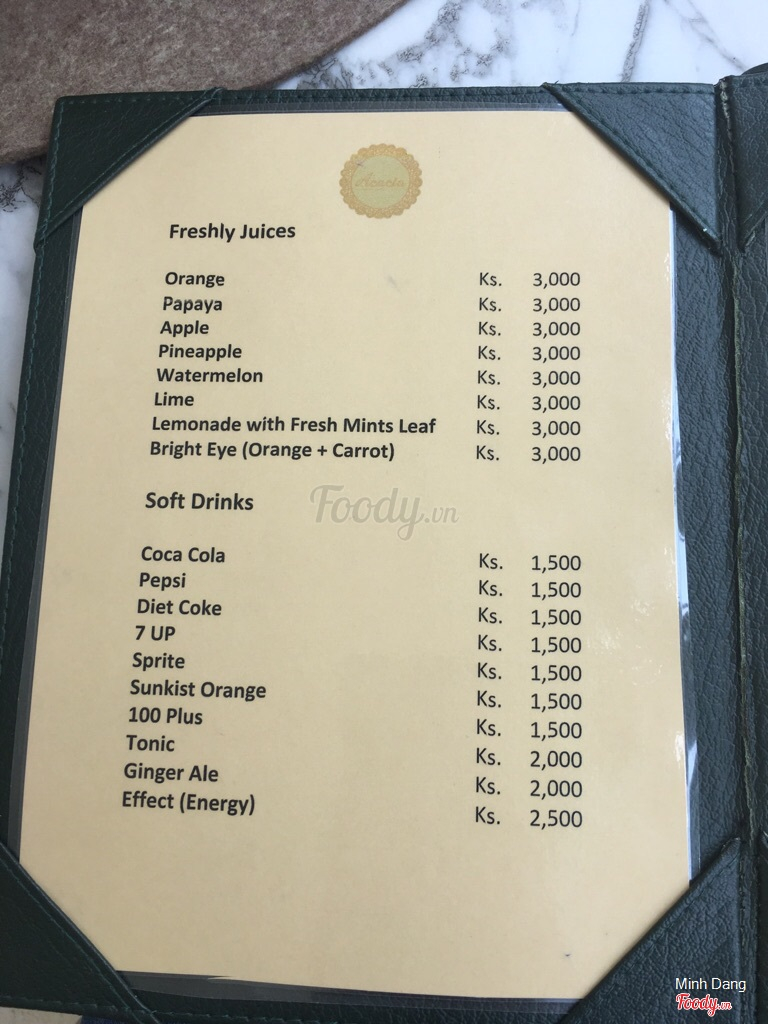 Acacia
Freshly Juices
Orange Ks. 3,000
Papaya Ks. 3,000
Apple Ks. 3,000
Pineapple Ks. 3,000
Watermelon Ks. 3,000
Lime Ks. 3,000
Lemonade with Fresh Mints Leaf Ks. 3,000
Bright Eye (Orange + Carrot) Ks. 3,000
Soft Drinks
Foody.vn
Coca Cola Ks. 1,500
Pepsi Ks. 1,500
Diet Coke Ks. 1,500
7 UP Ks. 1,500
Sprite Ks. 1,500
Sunkist Orange Ks. 1,500
100 Plus Ks. 1,500
Tonic Ks. 2,000
Ginger Ale Ks. 2,000
Effect (Energy) Ks. 2,500
Minh Dang
Foody.vn